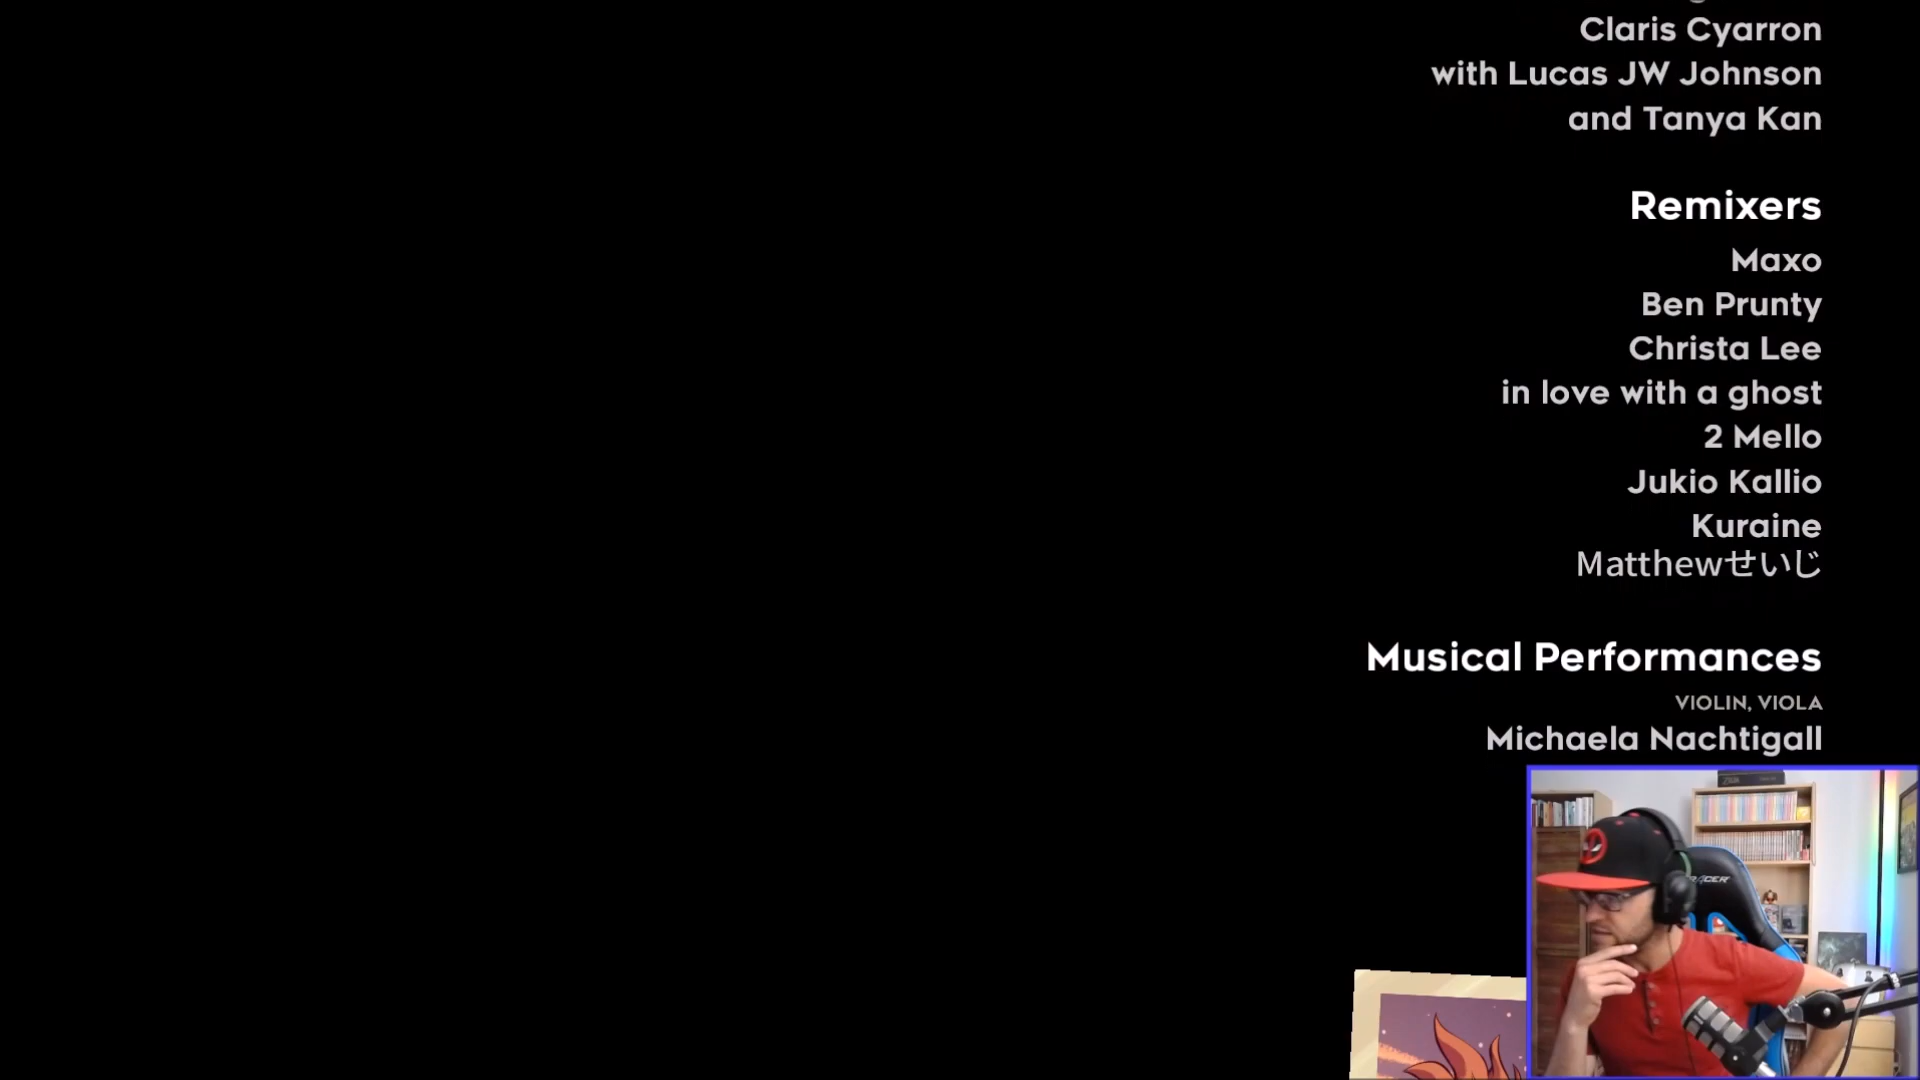 Claris Cyarron
with Lucas JW Johnson
and Tanya Kan
Remixers
Maxo
Ben Prunty
Christa Lee
in love with a ghost
2 Mello
Jukio Kallio
Kuraine
Matthewせいじ
Musical Performances
VIOLIN, VIOLA
Michaela Nachtigall